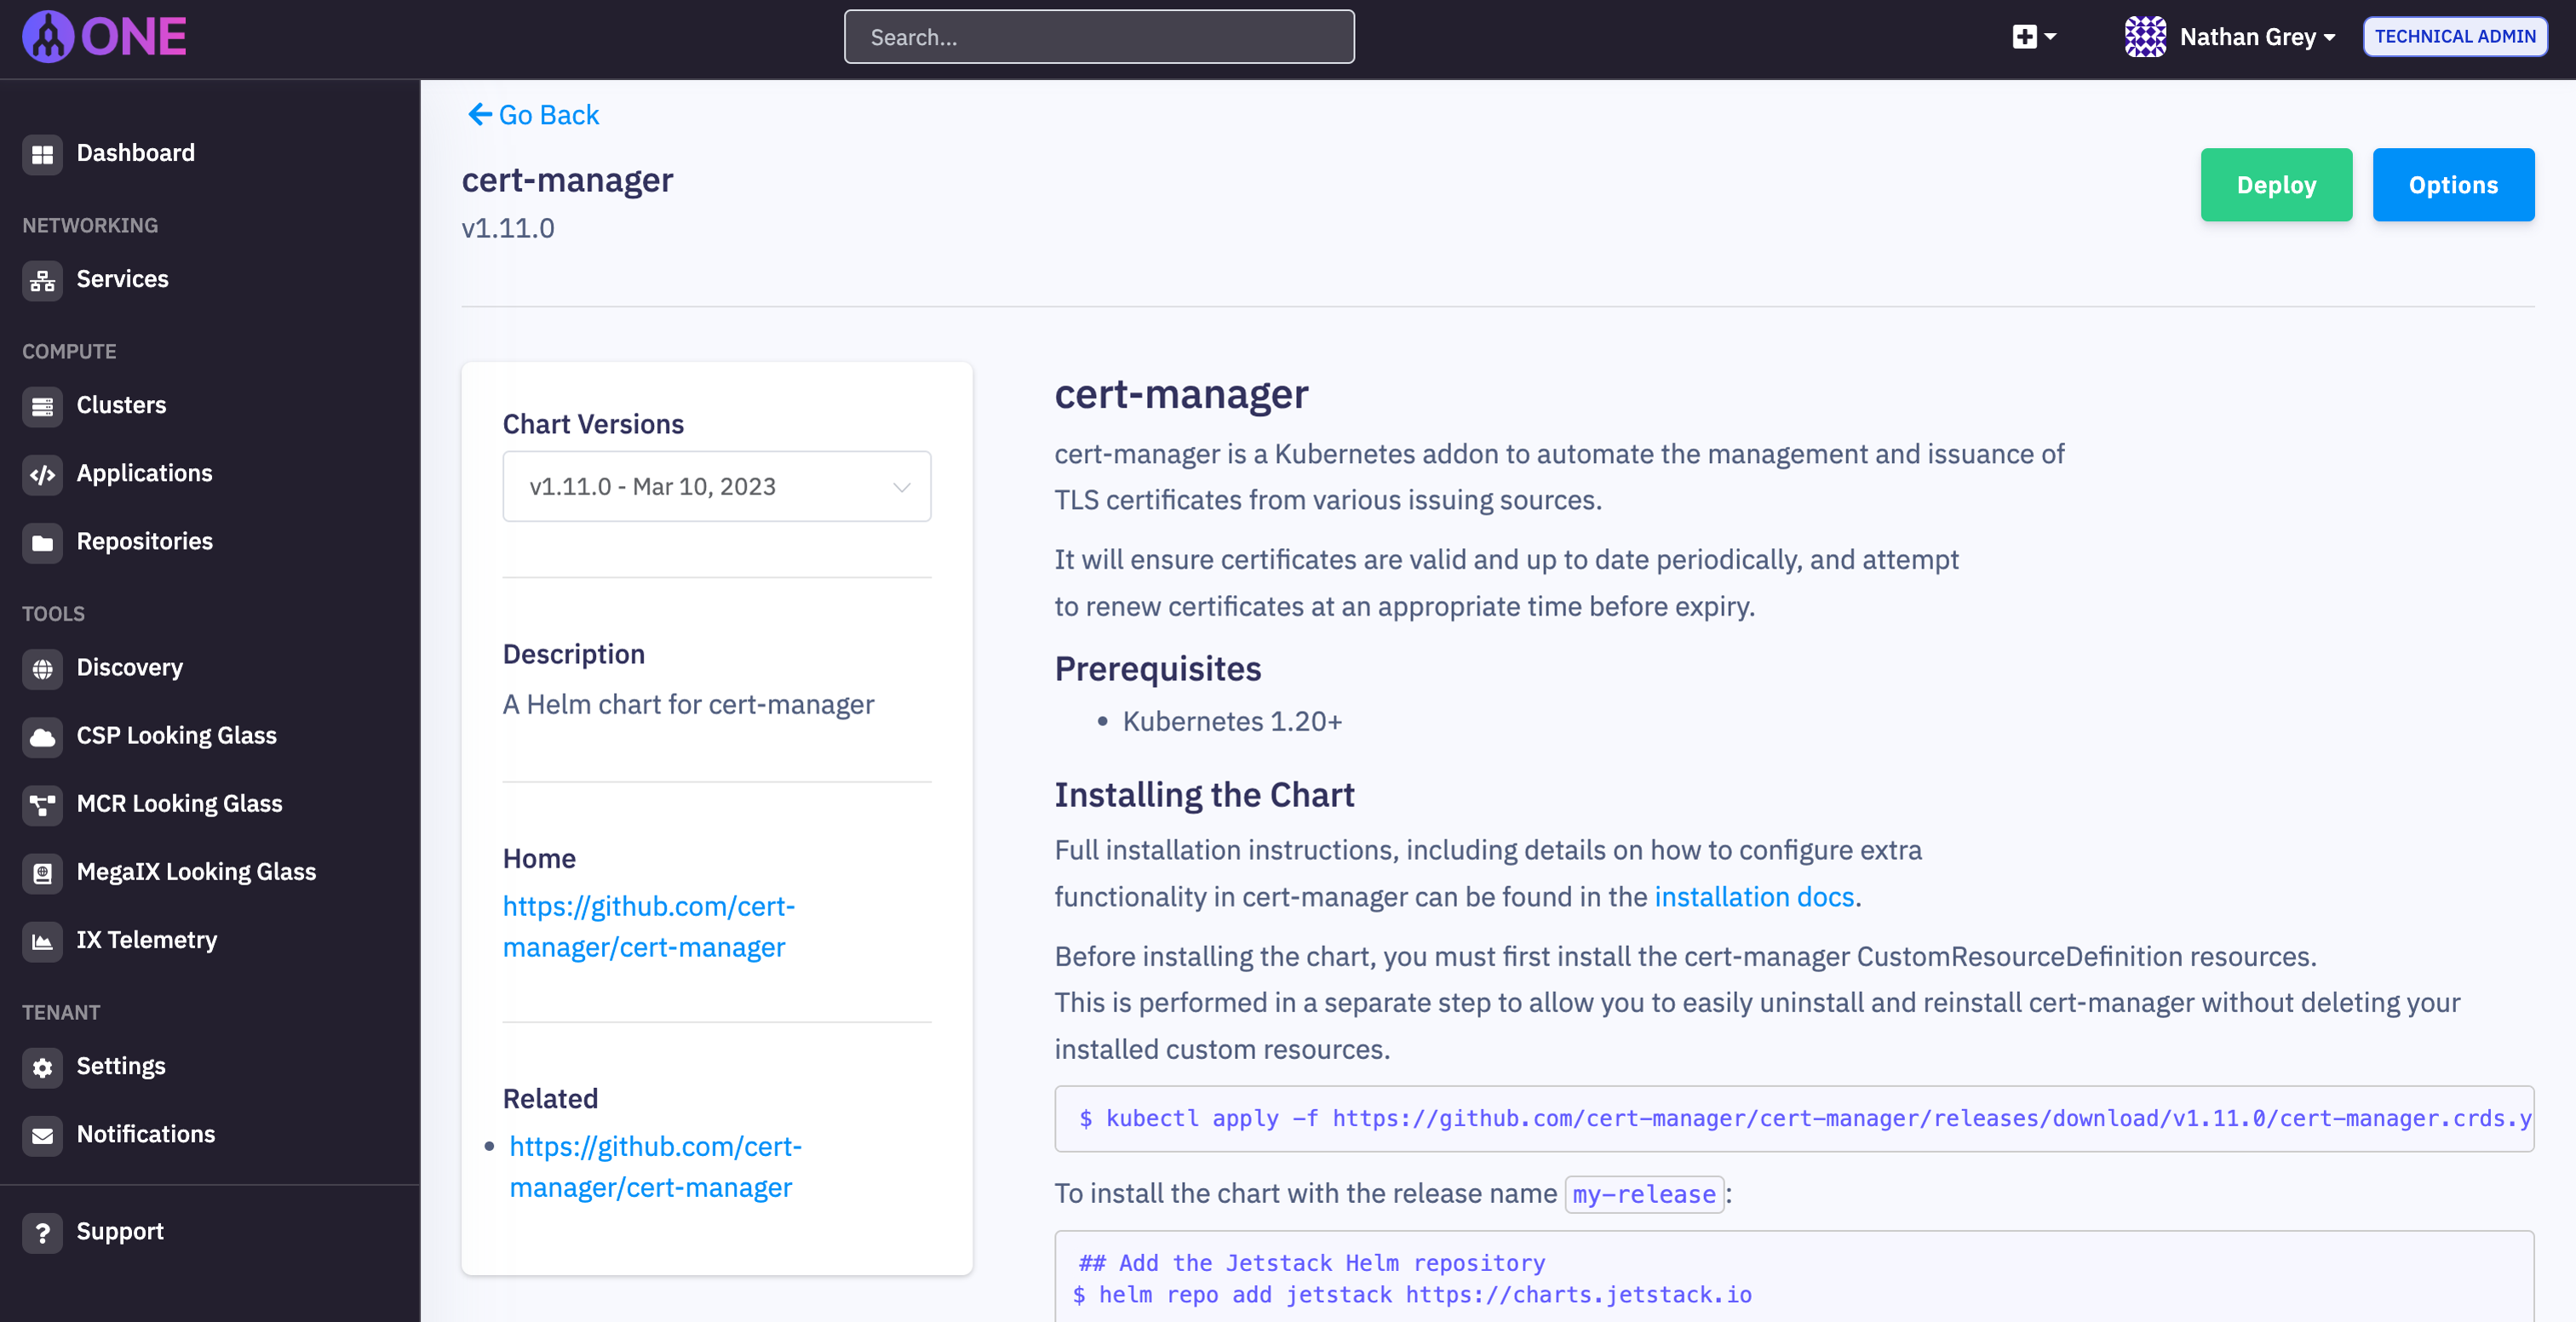 ONE
Search...
Nathan Grey
TECHNICAL ADMIN
Dashboard
NETWORKING
Services
COMPUTE
Clusters
Applications
Repositories
TOOLS
Discovery
CSP Looking Glass
MCR Looking Glass
MegaIX Looking Glass
IX Telemetry
TENANT
Settings
Notifications
Support
Go Back
cert-manager
v1.11.0
Deploy
Options
Chart Versions
v1.11.0 - Mar 10, 2023
Description
A Helm chart for cert-manager
Home
https://github.com/cert-
manager/cert-manager
Related
• https://github.com/cert-
manager/cert-manager
cert-manager
cert-manager is a Kubernetes addon to automate the management and issuance of
TLS certificates from various issuing sources.
It will ensure certificates are valid and up to date periodically, and attempt
to renew certificates at an appropriate time before expiry.
Prerequisites
• Kubernetes 1.20+
Installing the Chart
Full installation instructions, including details on how to configure extra
functionality in cert-manager can be found in the installation docs.
Before installing the chart, you must first install the cert-manager CustomResourceDefinition resources.
This is performed in a separate step to allow you to easily uninstall and reinstall cert-manager without deleting your
installed custom resources.
$ kubectl apply -f https://github.com/cert-manager/cert-manager/releases/download/v1.11.0/cert-manager.crds.y
To install the chart with the release name my-release:
## Add the Jetstack Helm repository
$ helm repo add jetstack https://charts.jetstack.io